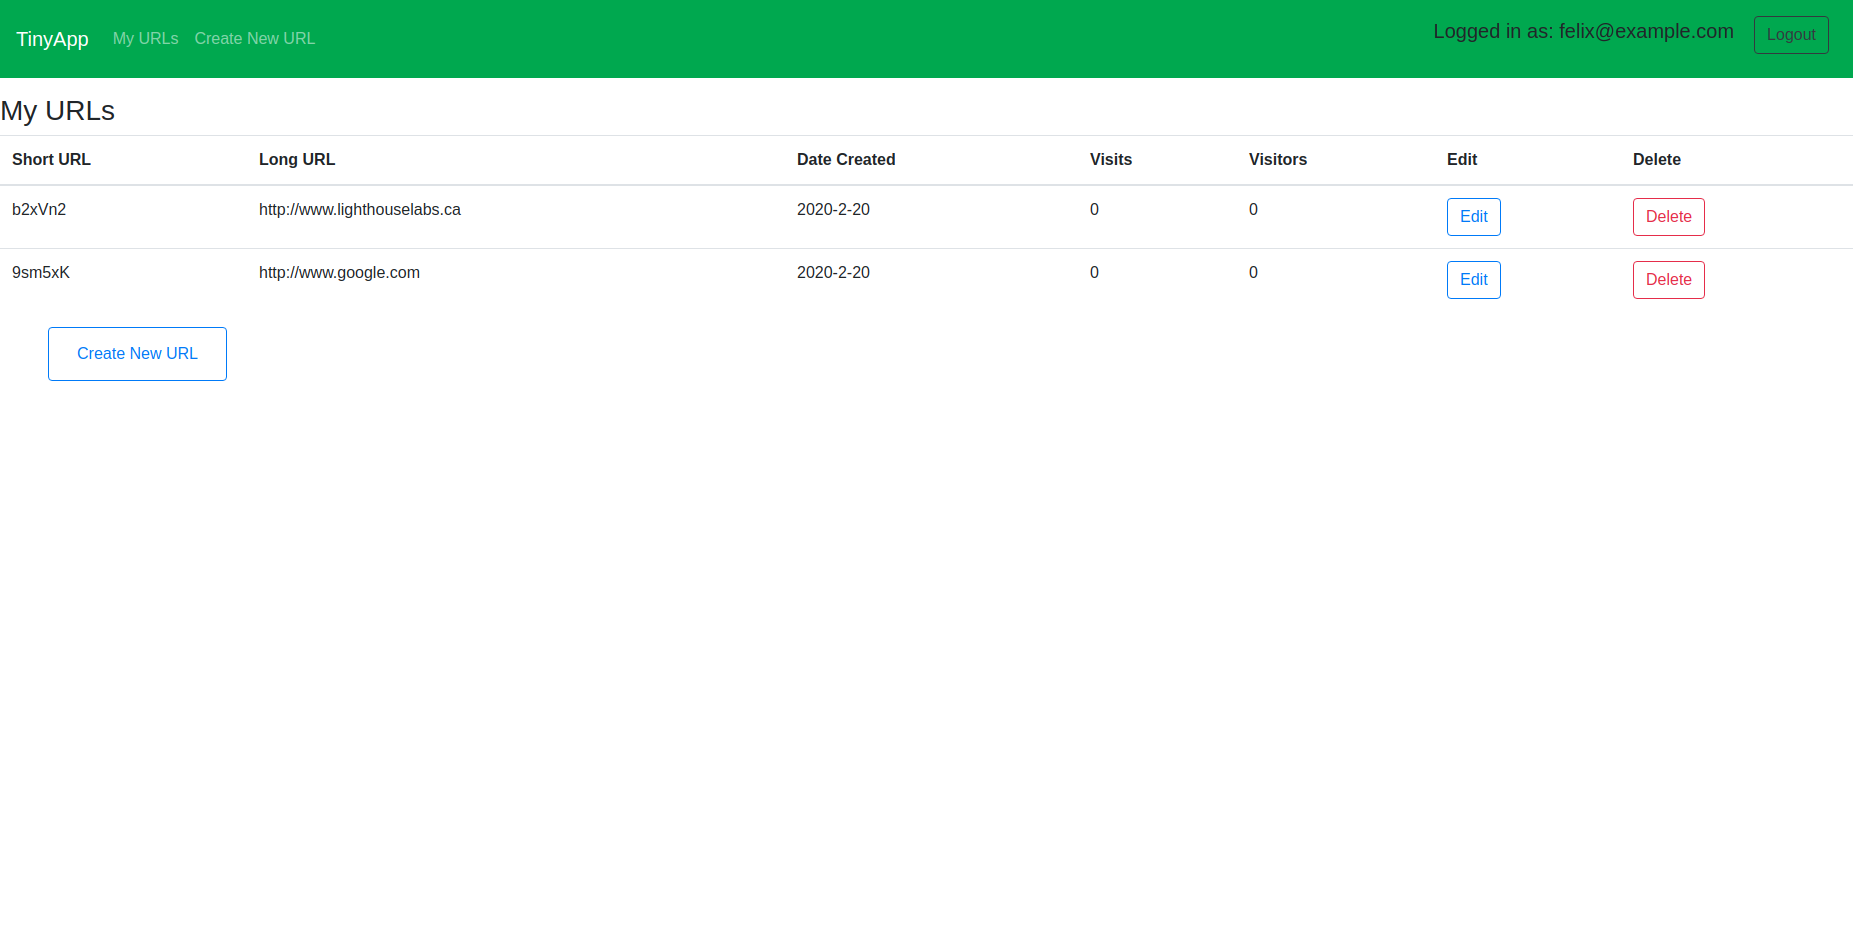 TinyApp My URLs Create New URL Logged in as: felix@example.com Logout
My URLs
Short URL Long URL Date Created Visits Visitors Edit Delete
b2xVn2 http://www.lighthouselabs.ca 2020-2-20 0 0 Edit Delete
9sm5xK http://www.google.com 2020-2-20 0 0 Edit Delete
Create New URL